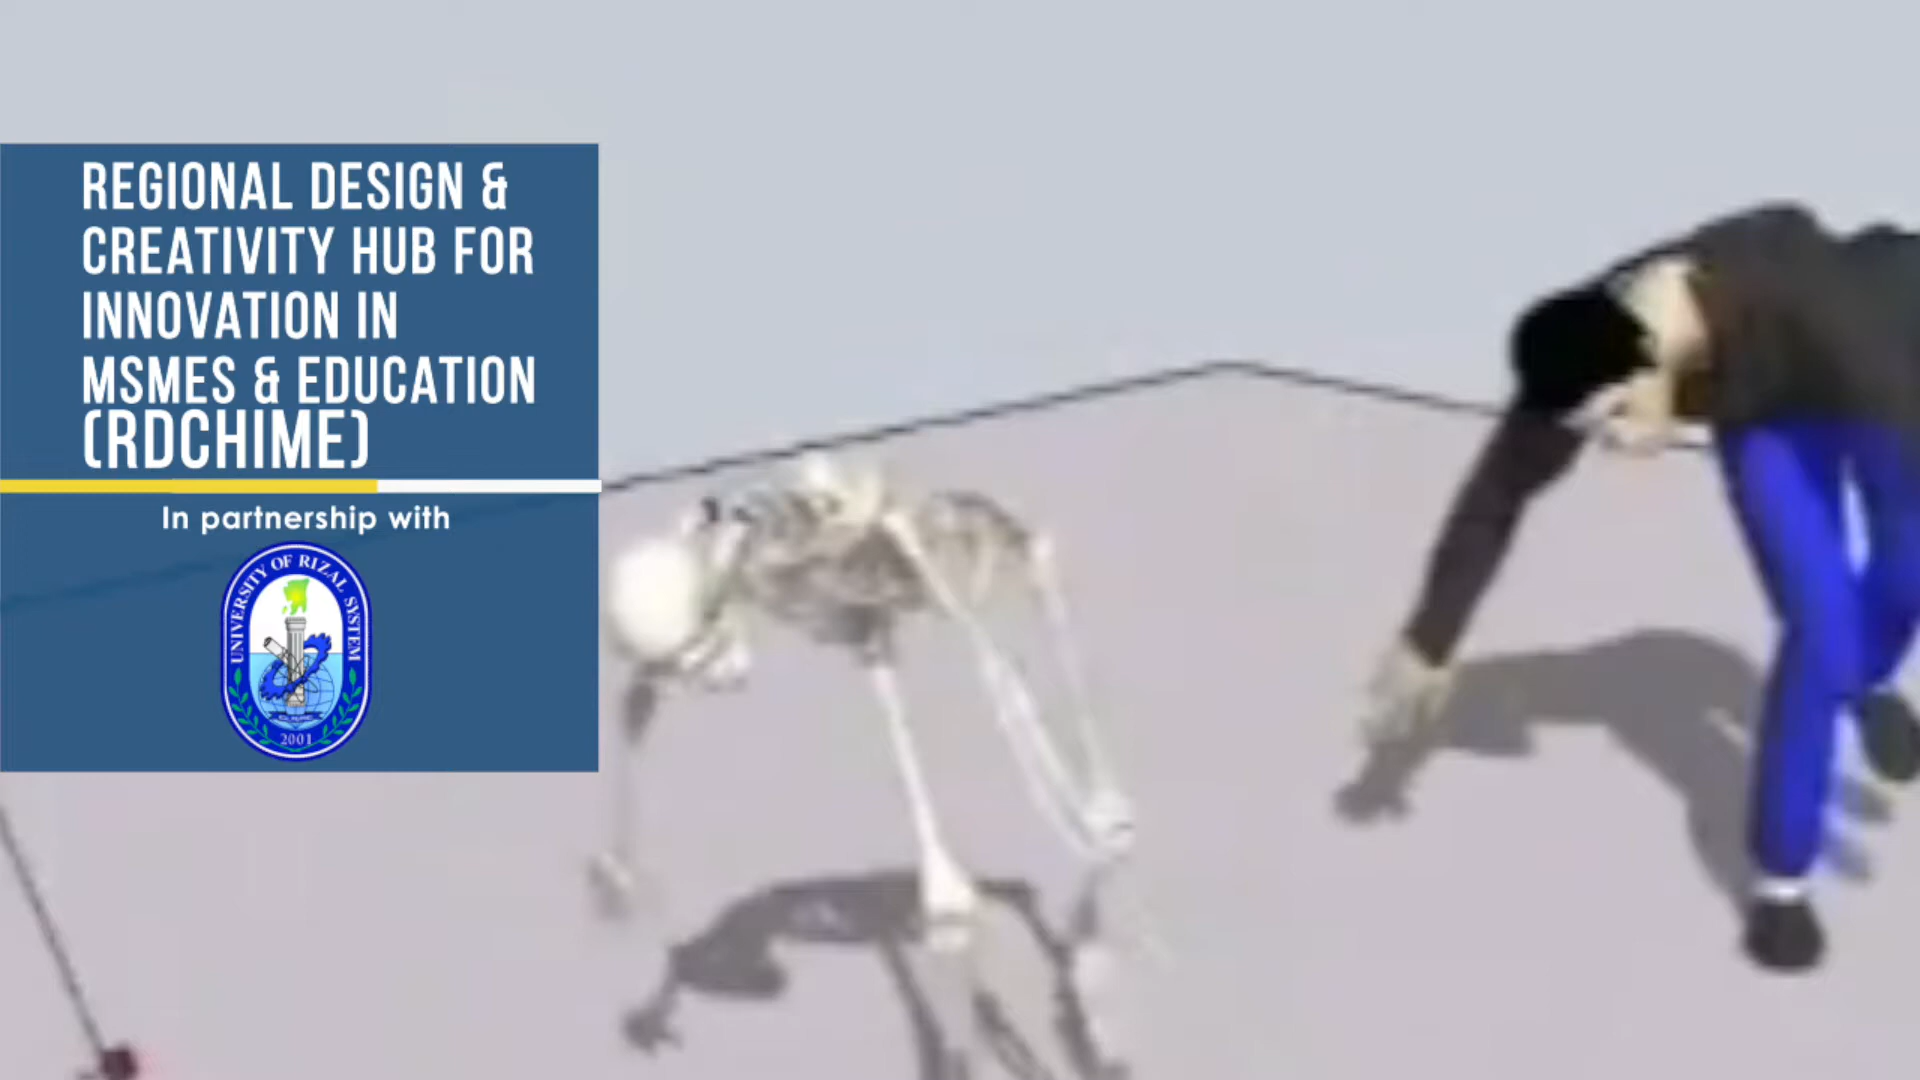 REGIONAL DESIGN &
CREATIVITY HUB FOR
INNOVATION IN
MSMES & EDUCATION
(RDCHIME)
In partnership with
UNIVERSITY OF RIZAL SYSTEM
2001